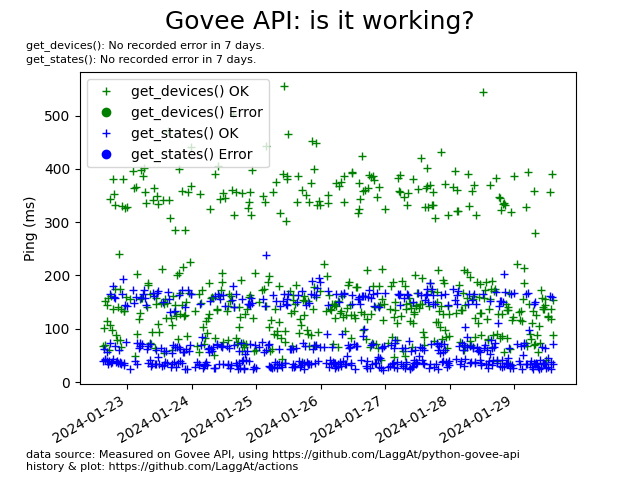 Govee API: is it working?
get_devices(): No recorded error in 7 days.
get_states(): No recorded error in 7 days.
get_devices() OK
get_devices() Error
get_states() OK
get_states() Error
Ping (ms)
500
400
300
200
100
0
2024-01-23
2024-01-24
2024-01-25
2024-01-26
2024-01-27
2024-01-28
2024-01-29
data source: Measured on Govee API, using https://github.com/LaggAt/python-govee-api
history & plot: https://github.com/LaggAt/actions